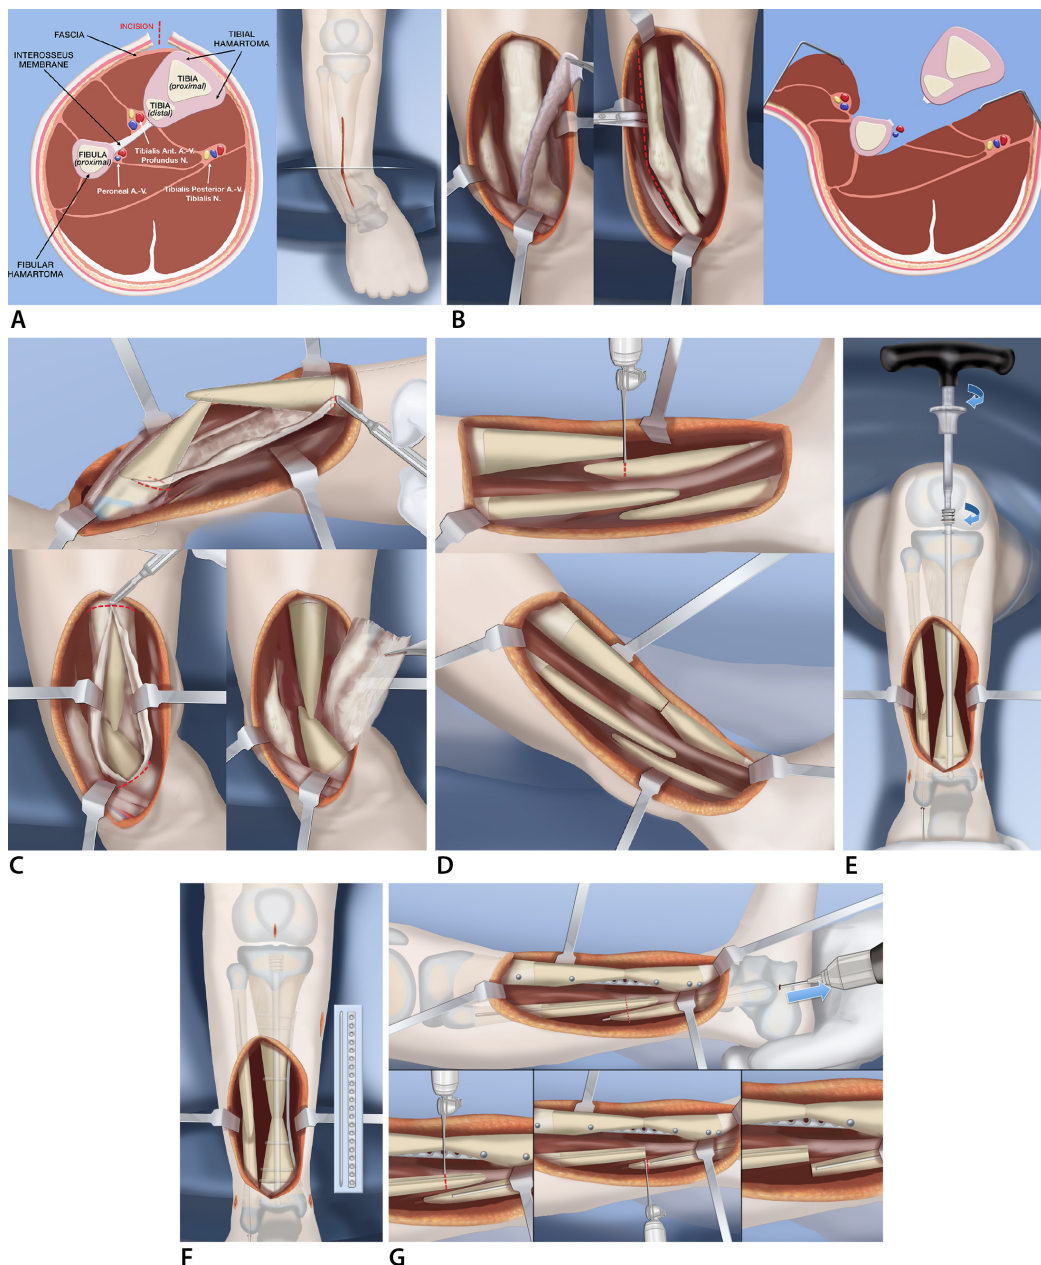 INCISION
FASCIA
TIBIAL
HAMARTOMA
INTEROSSEUS
MEMBRANE
TIBIA
(proximal)
TIBIA
(distal)
FIBULA
(proximal)
Tibialis Ant. A.-V.
Profundus N.
Peroneal A.-V.
Tibialis Posterior A.-V.
Tibialis N.
FIBULAR
HAMARTOMA
A
B
C
D
E
F
G